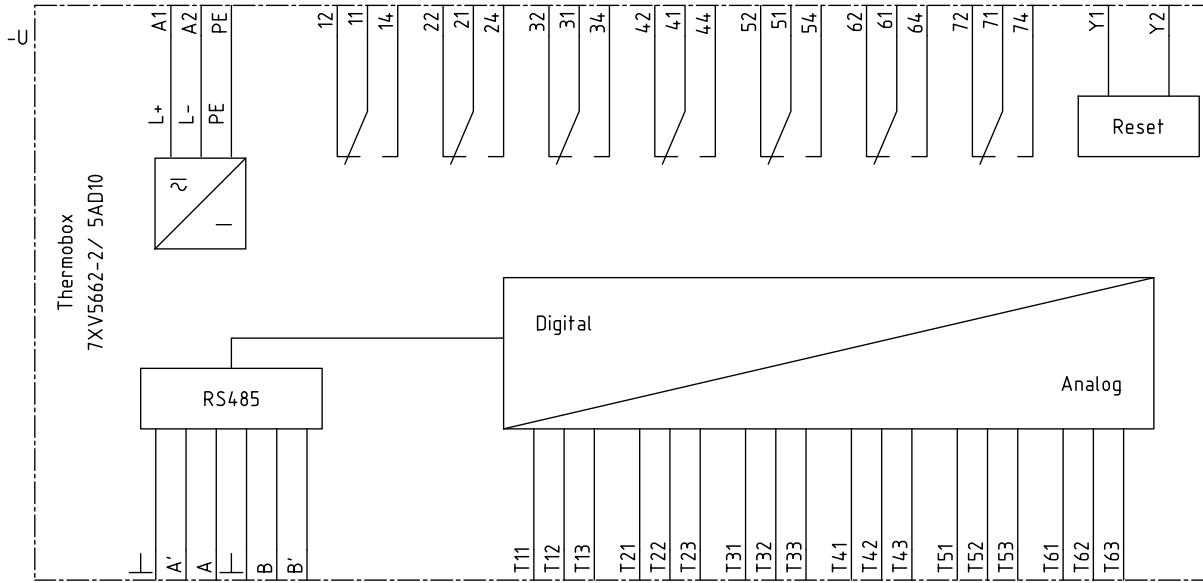 -U
A1
A2
PE
12
11
14
22
21
24
32
31
34
42
41
44
52
51
54
62
61
64
72
71
74
Y1
Y2
L+
L-
PE
Reset
Thermobox
7XV5662-2/ 5AD10
Digital
Analog
RS485
A'
A
B
B'
T11
T12
T13
T21
T22
T23
T31
T32
T33
T41
T42
T43
T51
T52
T53
T61
T62
T63